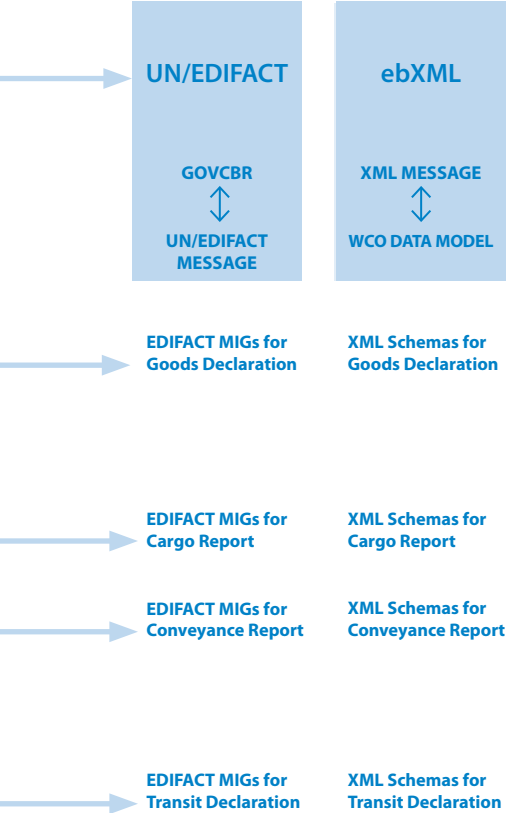 UN/EDIFACT
GOVCBR
UN/EDIFACT
MESSAGE
ebXML
XML MESSAGE
WCO DATA MODEL
EDIFACT MIGs for
Goods Declaration
XML Schemas for
Goods Declaration
EDIFACT MIGs for
Cargo Report
XML Schemas for
Cargo Report
EDIFACT MIGs for
Conveyance Report
XML Schemas for
Conveyance Report
EDIFACT MIGs for
Transit Declaration
XML Schemas for
Transit Declaration